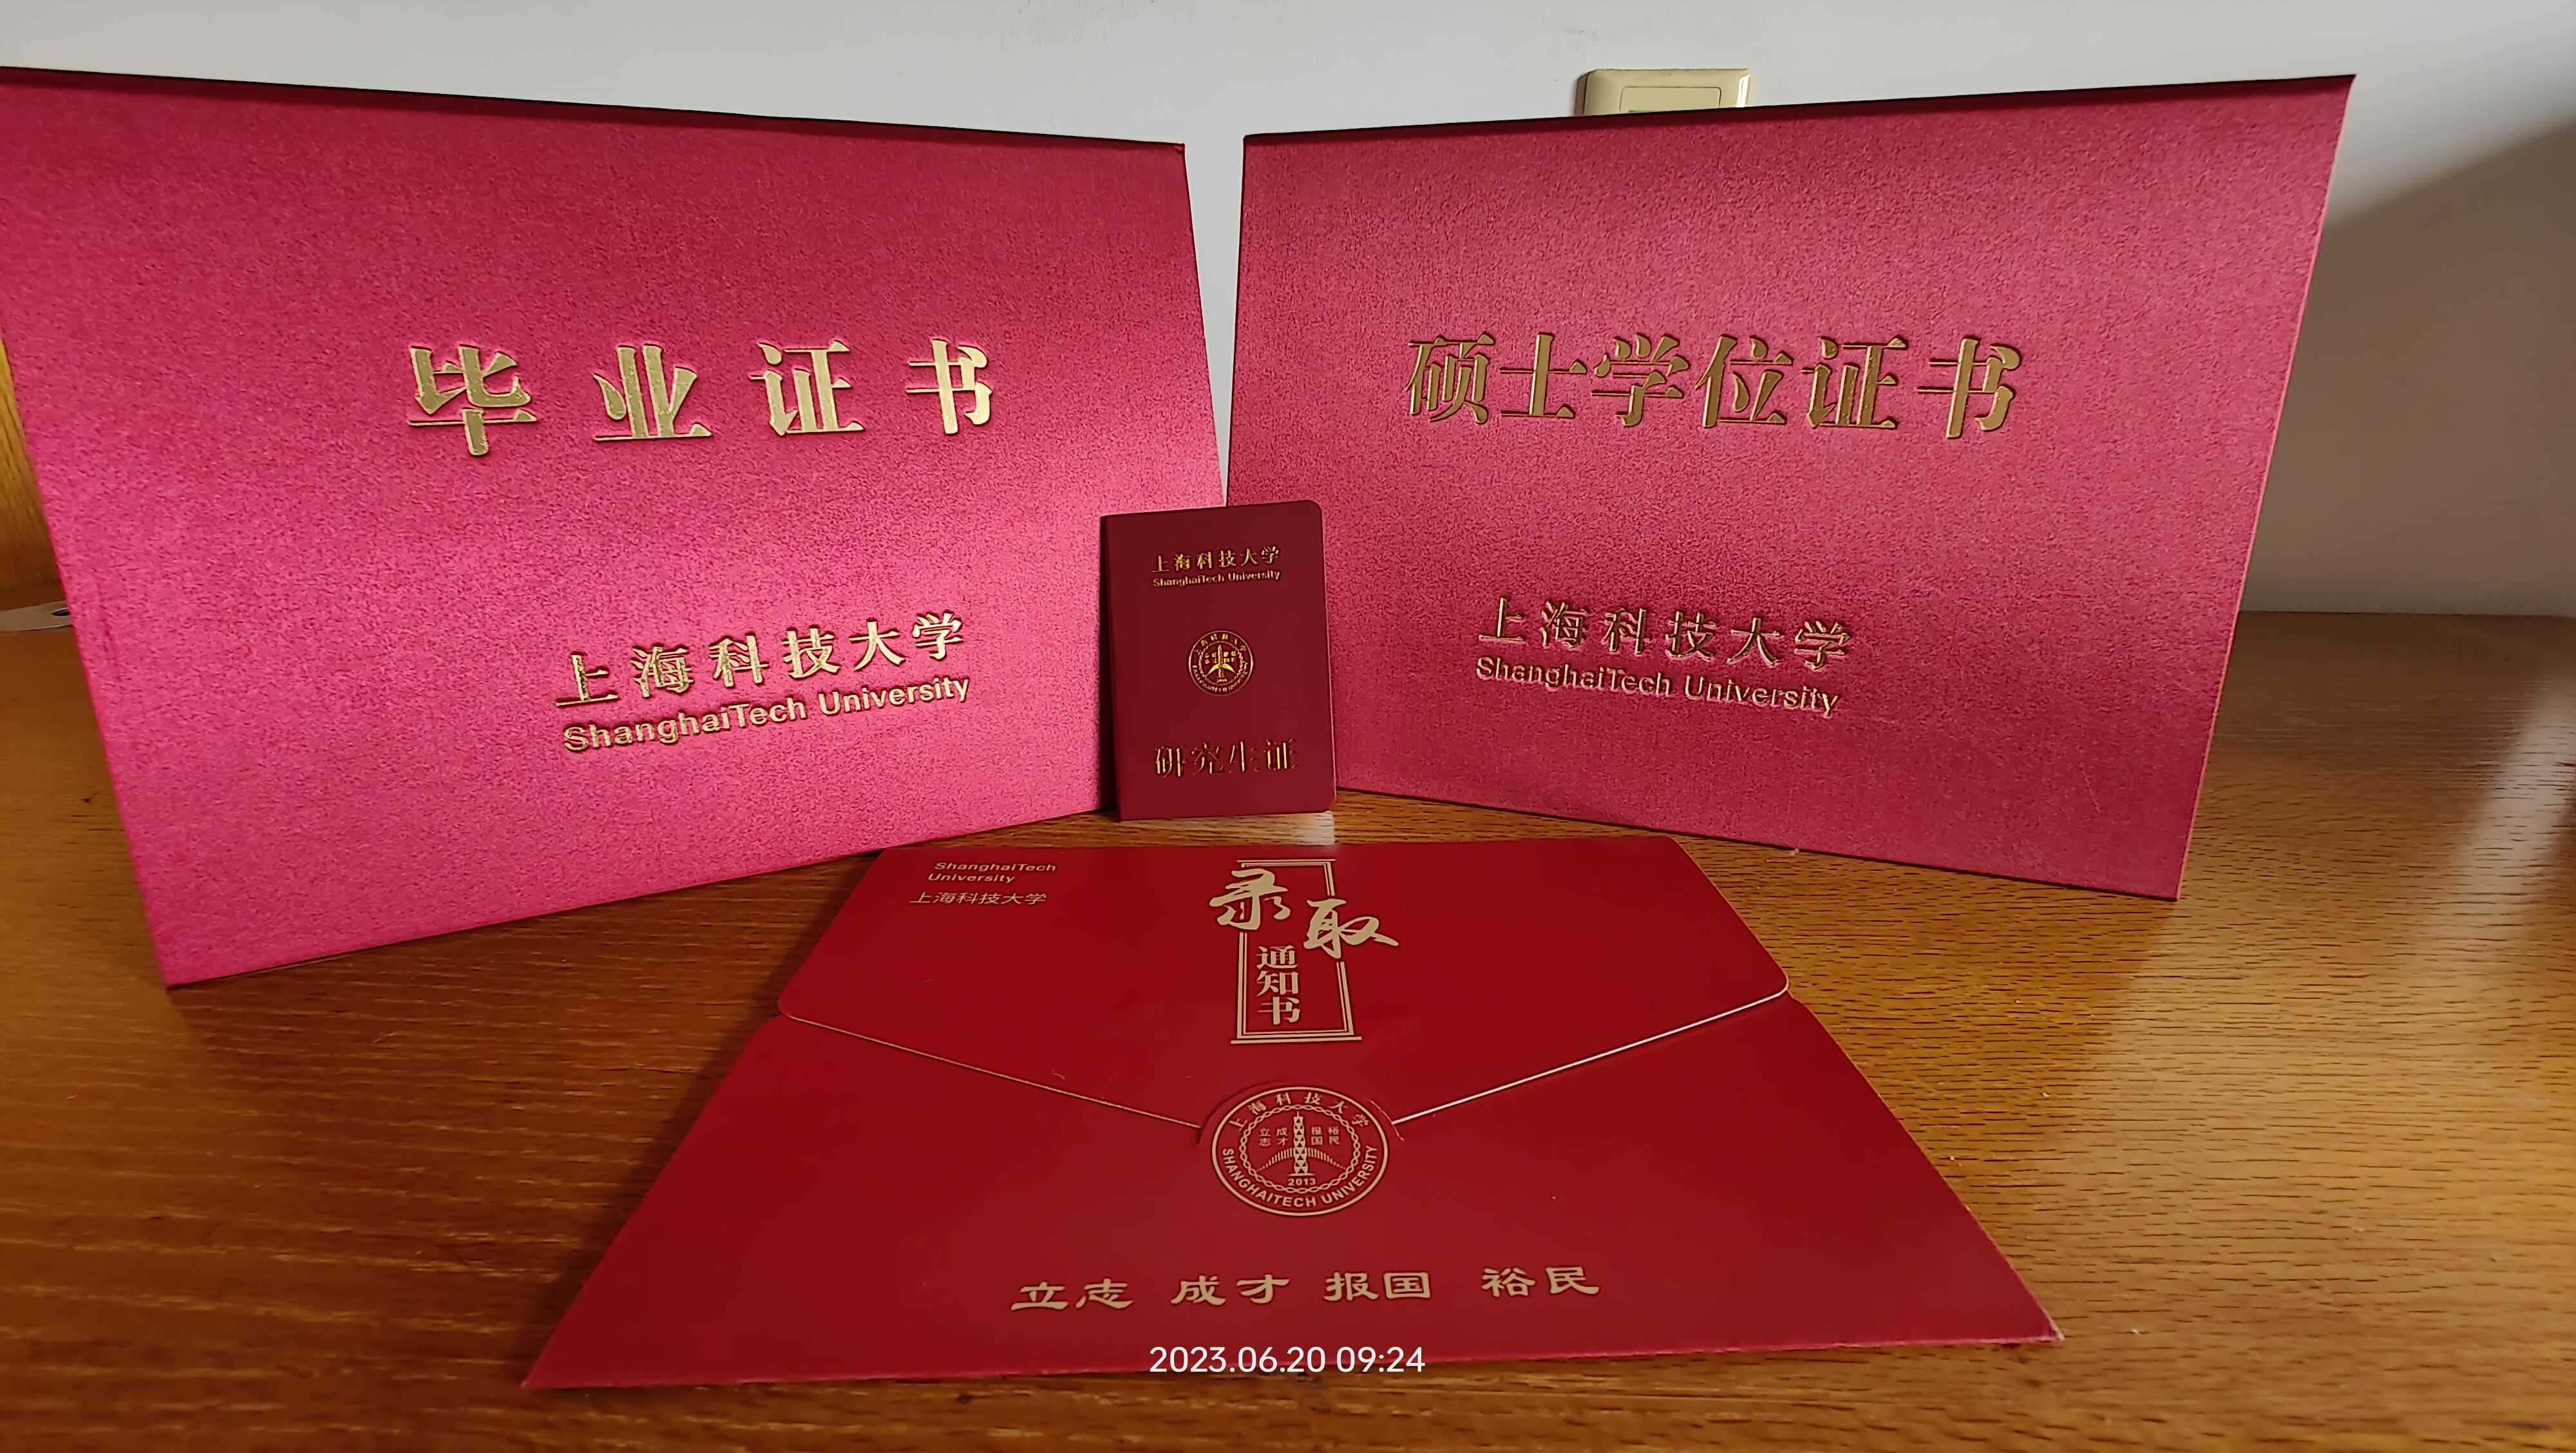 毕业证书
上海科技大学
ShanghaiTech University
硕士学位证书
上海科技大学
ShanghaiTech University
上海科技大学
ShanghaiTech University
研究生证
ShanghaiTech
University
上海科技大学
录取
通知书
上海科技大学
立志 成才 报国 裕民
2013
SHANGHAITECH UNIVERSITY
立志 成才 报国 裕民
2023.06.20 09:24